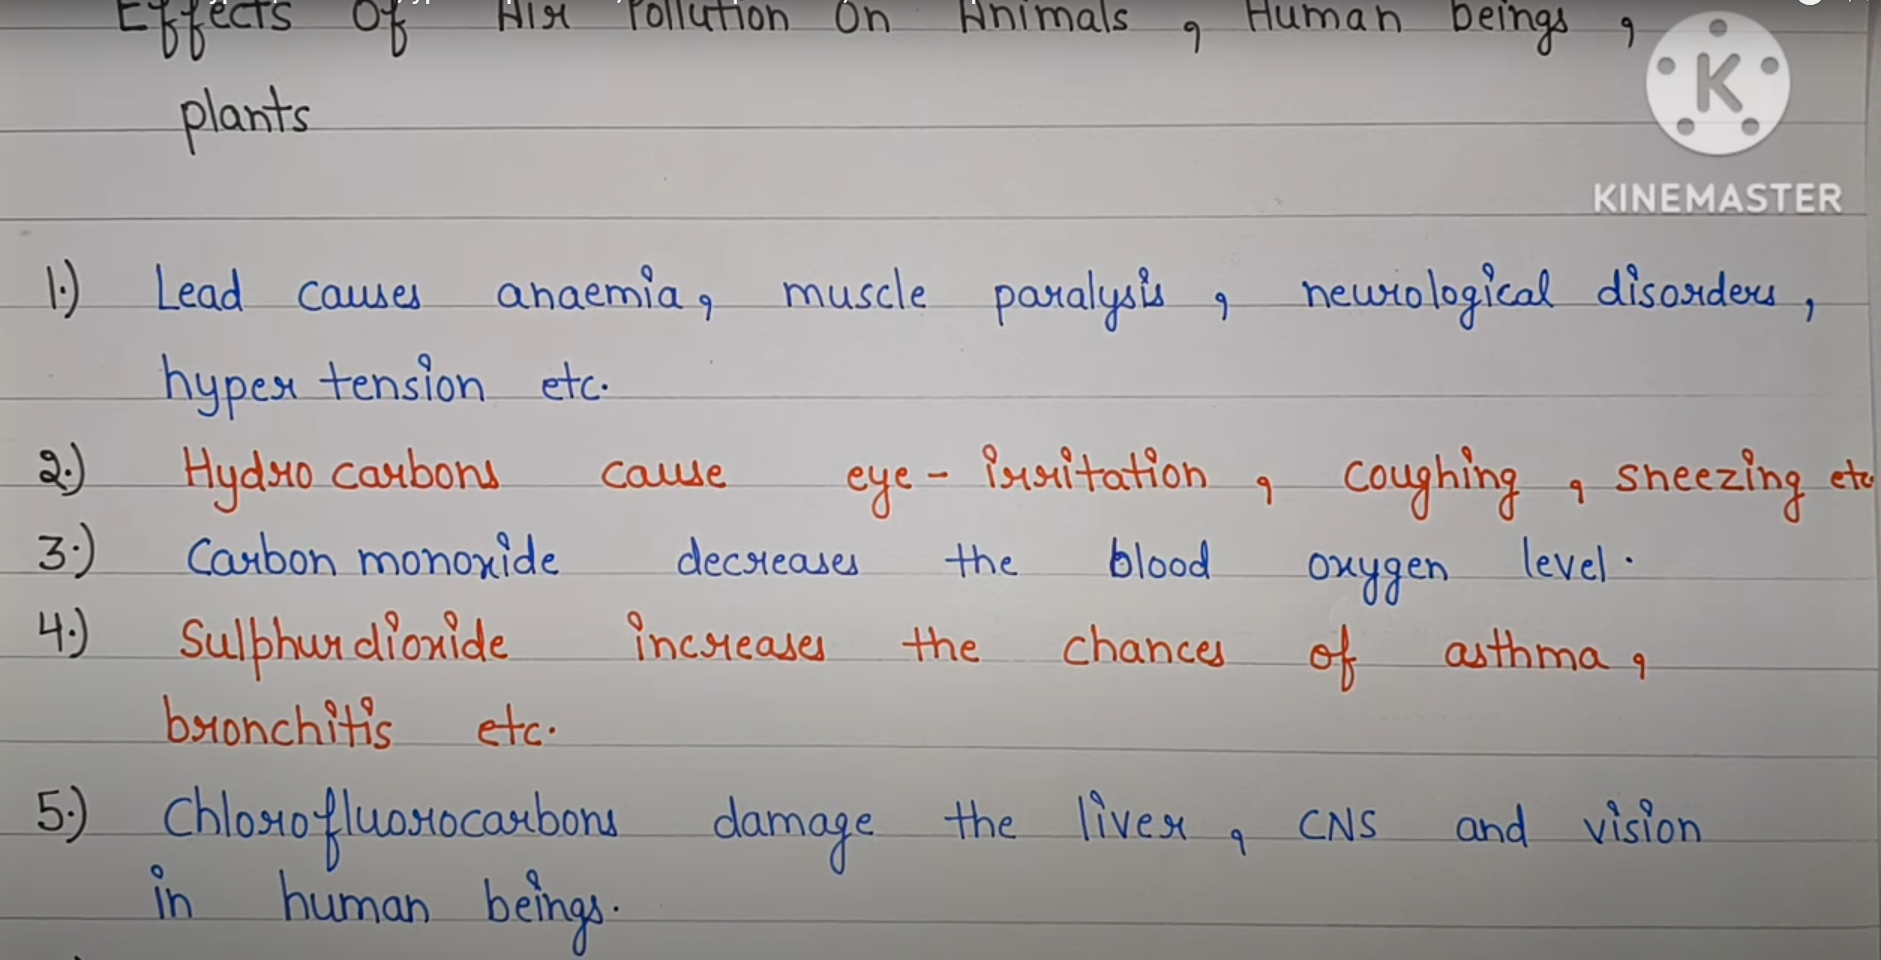 Effects Of Air Pollution On Animals, Human beings,
plants
K
KINEMASTER
1.) Lead causes anaemia, muscle paralysis, neurological disorders,
hyper tension etc.
2.) Hydro carbons cause eye-irritation, coughing, sneezing etc
3.) Carbon monoxide decreases the blood oxygen level.
4.) Sulphur dioxide increases the chances of asthma,
bronchitis etc.
5.) Chlorofluorocarbons damage the liver, CNS and vision
in human beings.